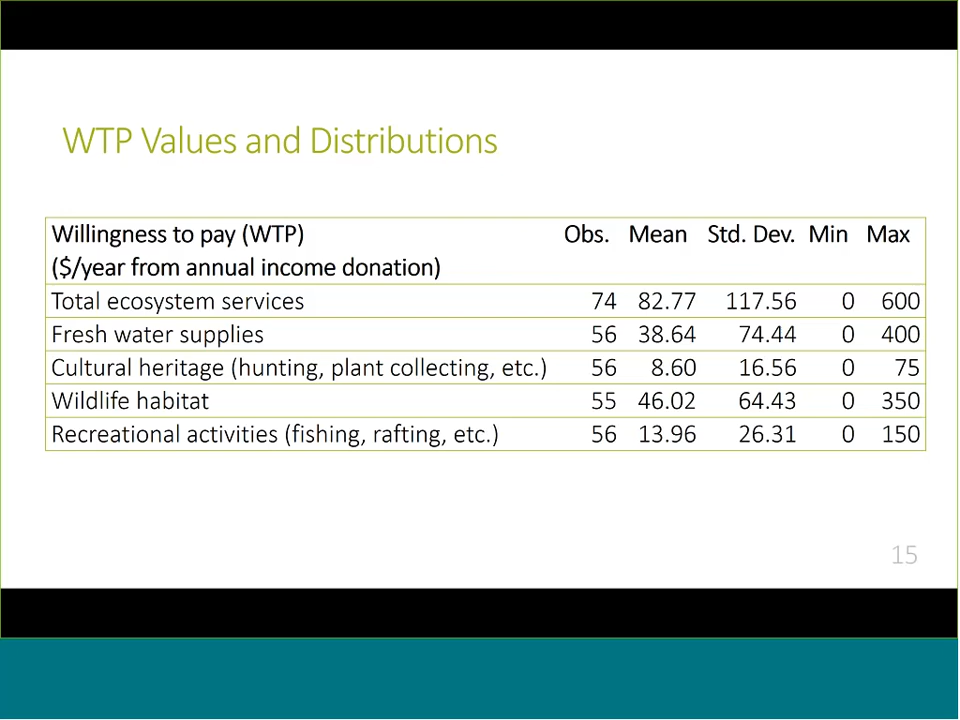 WTP Values and Distributions
Willingness to pay (WTP) Obs. Mean Std. Dev. Min Max
($/year from annual income donation)
Total ecosystem services 74 82.77 117.56 0 600
Fresh water supplies 56 38.64 74.44 0 400
Cultural heritage (hunting, plant collecting, etc.) 56 8.60 16.56 0 75
Wildlife habitat 55 46.02 64.43 0 350
Recreational activities (fishing, rafting, etc.) 56 13.96 26.31 0 150
15